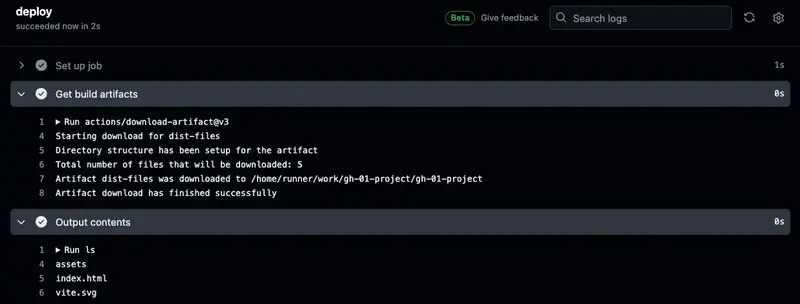 deploy
succeeded now in 2s
Beta Give feedback
Search logs
Set up job 1s
Get build artifacts 0s
1 ▶ Run actions/download-artifact@v3
4 Starting download for dist-files
5 Directory structure has been setup for the artifact
6 Total number of files that will be downloaded: 5
7 Artifact dist-files was downloaded to /home/runner/work/gh-01-project/gh-01-project
8 Artifact download has finished successfully
Output contents 0s
1 ▶ Run ls
4 assets
5 index.html
6 vite.svg